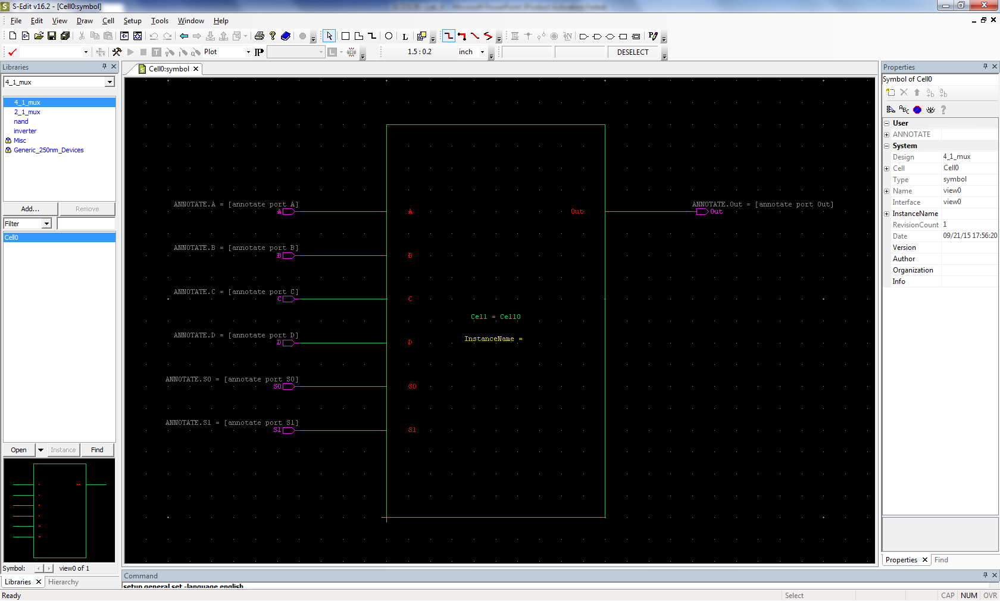 S-Edit v16.2 - [Cell0:symbol]
File Edit View Draw Cell Setup Tools Window Help
Plot
1.5 : 0.2 inch
DESELECT
Libraries
4_1_mux
4_1_mux
2_1_mux
nand
inverter
Misc
Generic_250nm_Devices
Add... Remove
Filter
Cell0
Open Instance Find
Symbol: view0 of 1
Libraries Hierarchy
Cell0:symbol
ANNOTATE.A = [annotate port A]
A
A
ANNOTATE.B = [annotate port B]
B
B
ANNOTATE.C = [annotate port C]
C
C
ANNOTATE.D = [annotate port D]
D
D
ANNOTATE.S0 = [annotate port S0]
S0
S0
ANNOTATE.S1 = [annotate port S1]
S1
S1
Cell = Cell0
InstanceName =
Out
ANNOTATE.Out = [annotate port Out]
Out
Command
setup general set -language english
Properties
Symbol of Cell0
User
ANNOTATE
System
Design 4_1_mux
Cell Cell0
Type symbol
Name view0
Interface view0
InstanceName
RevisionCount 1
Date 09/21/15 17:56:20
Version
Author
Organization
Info
Properties Find
Ready
Select
CAP NUM OVR